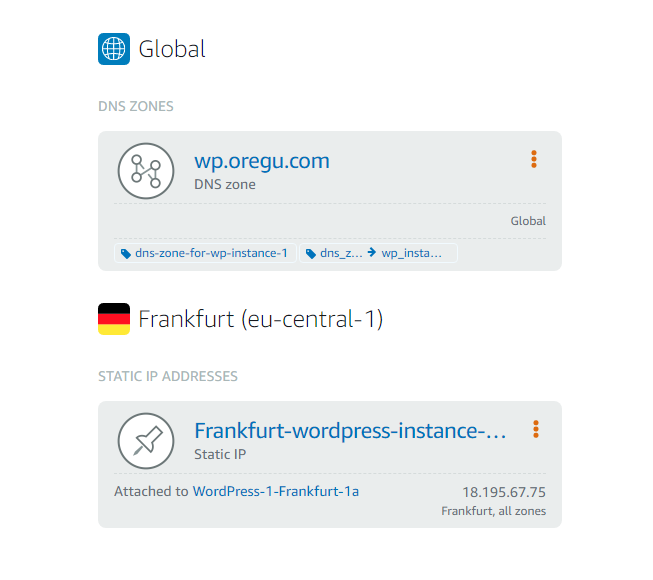 Global
DNS ZONES
wp.oregu.com
DNS zone
Global
dns-zone-for-wp-instance-1 dns_z... → wp_insta...
Frankfurt (eu-central-1)
STATIC IP ADDRESSES
Frankfurt-wordpress-instance-...
Static IP
Attached to WordPress-1-Frankfurt-1a 18.195.67.75
Frankfurt, all zones